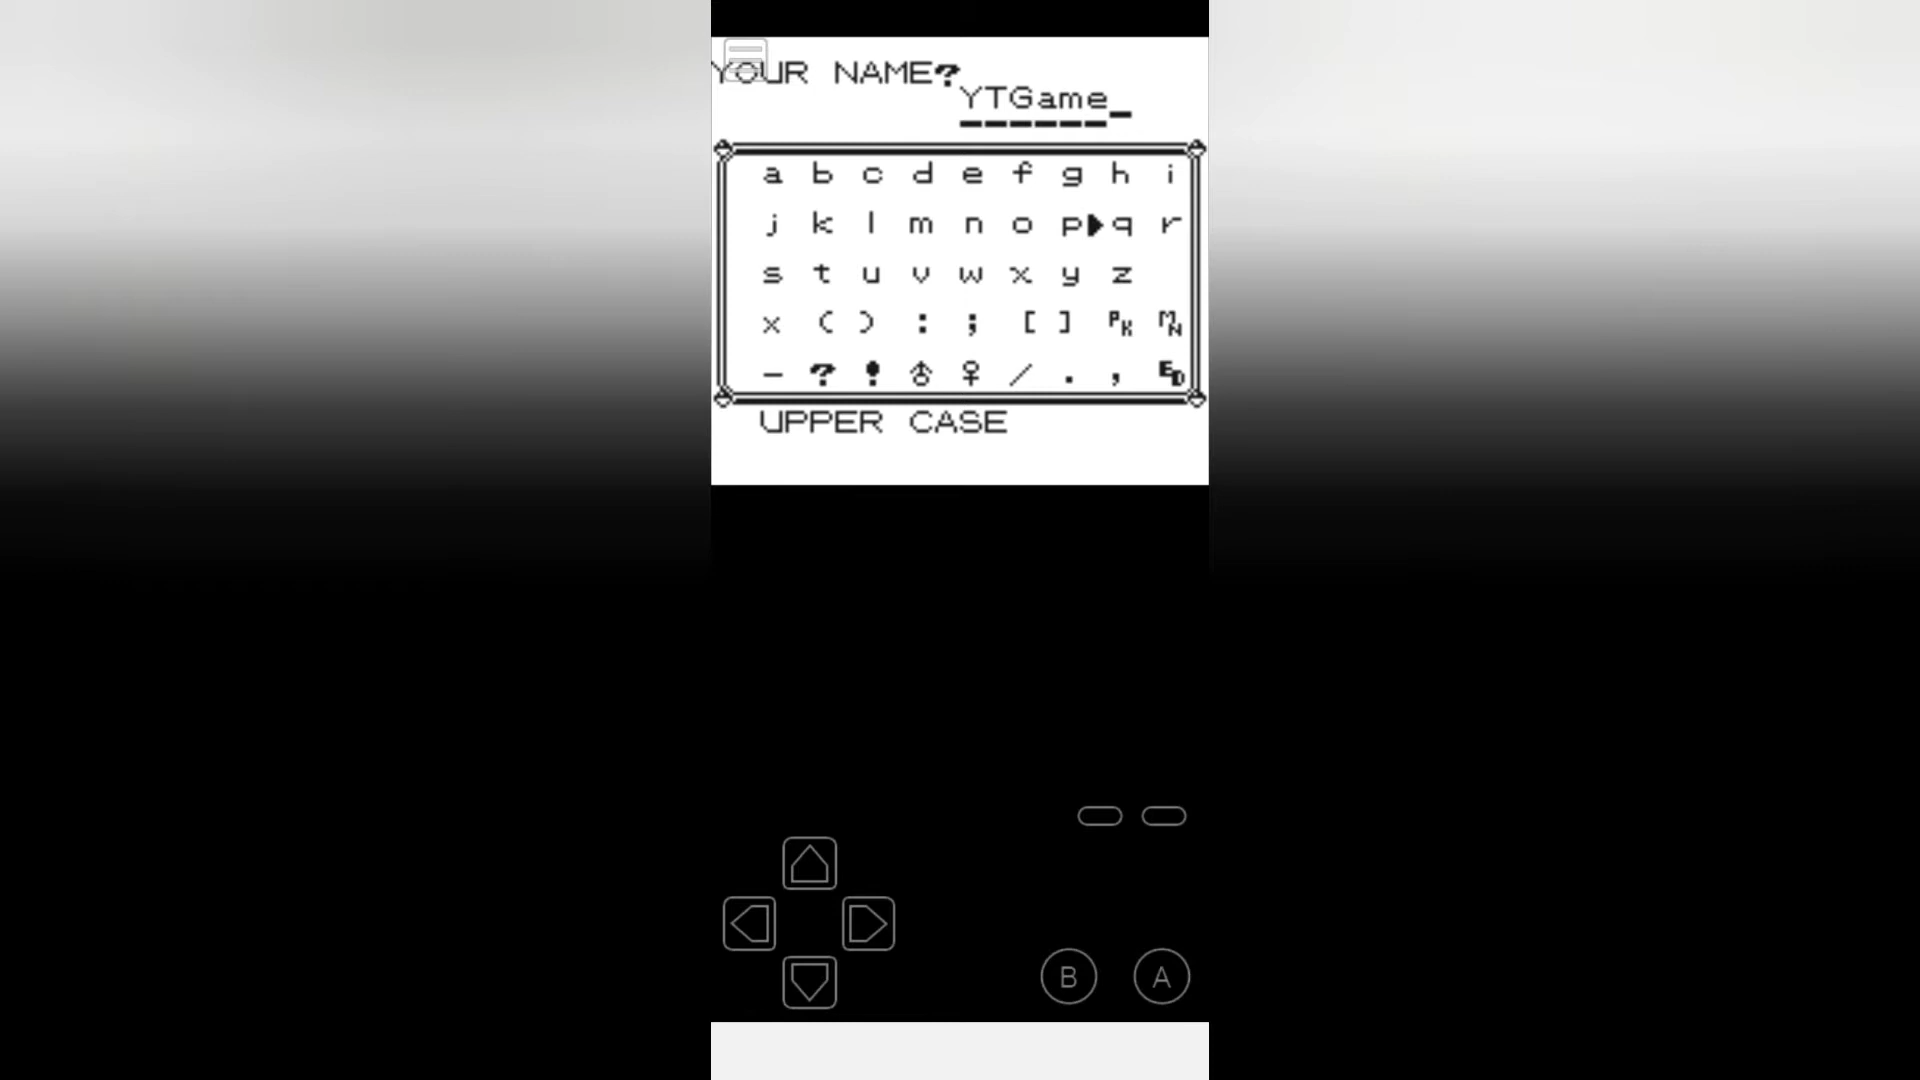 YOUR NAME?
YTGame
a b c d e f g h i
j k l m n o p q r
s t u v w x y z
× ( ) : ; [ ] PK MN
- ? ! ♂ ♀ / . , ED
UPPER CASE
B A